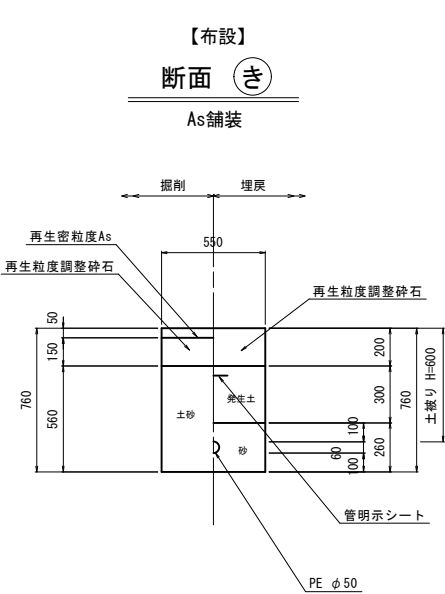 【布設】
断面 き
As舗装
掘削 埋戻
再生密粒度As
550
再生粒度調整砕石
再生粒度調整砕石
50
150
200
760
560
土砂
発生土
300
760
土被り H=600
100
砂
60
260
100
管明示シート
PE φ50